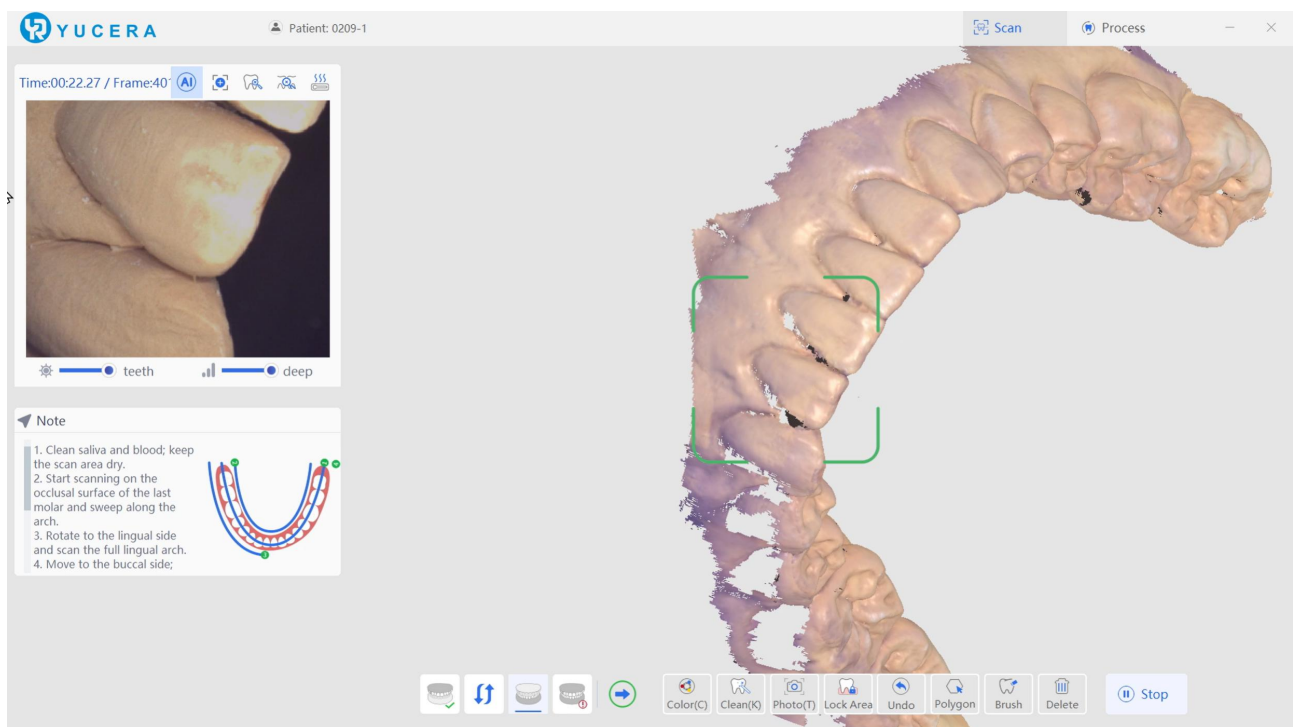 YUCERA
Patient: 0209-1
Scan
Process
Time:00:22.27 / Frame:40
AI
teeth
deep
Note
1. Clean saliva and blood; keep
the scan area dry.
2. Start scanning on the
occlusal surface of the last
molar and sweep along the
arch.
3. Rotate to the lingual side
and scan the full lingual arch.
4. Move to the buccal side;
Color(C)
Clean(K)
Photo(T)
Lock Area
Undo
Polygon
Brush
Delete
Stop